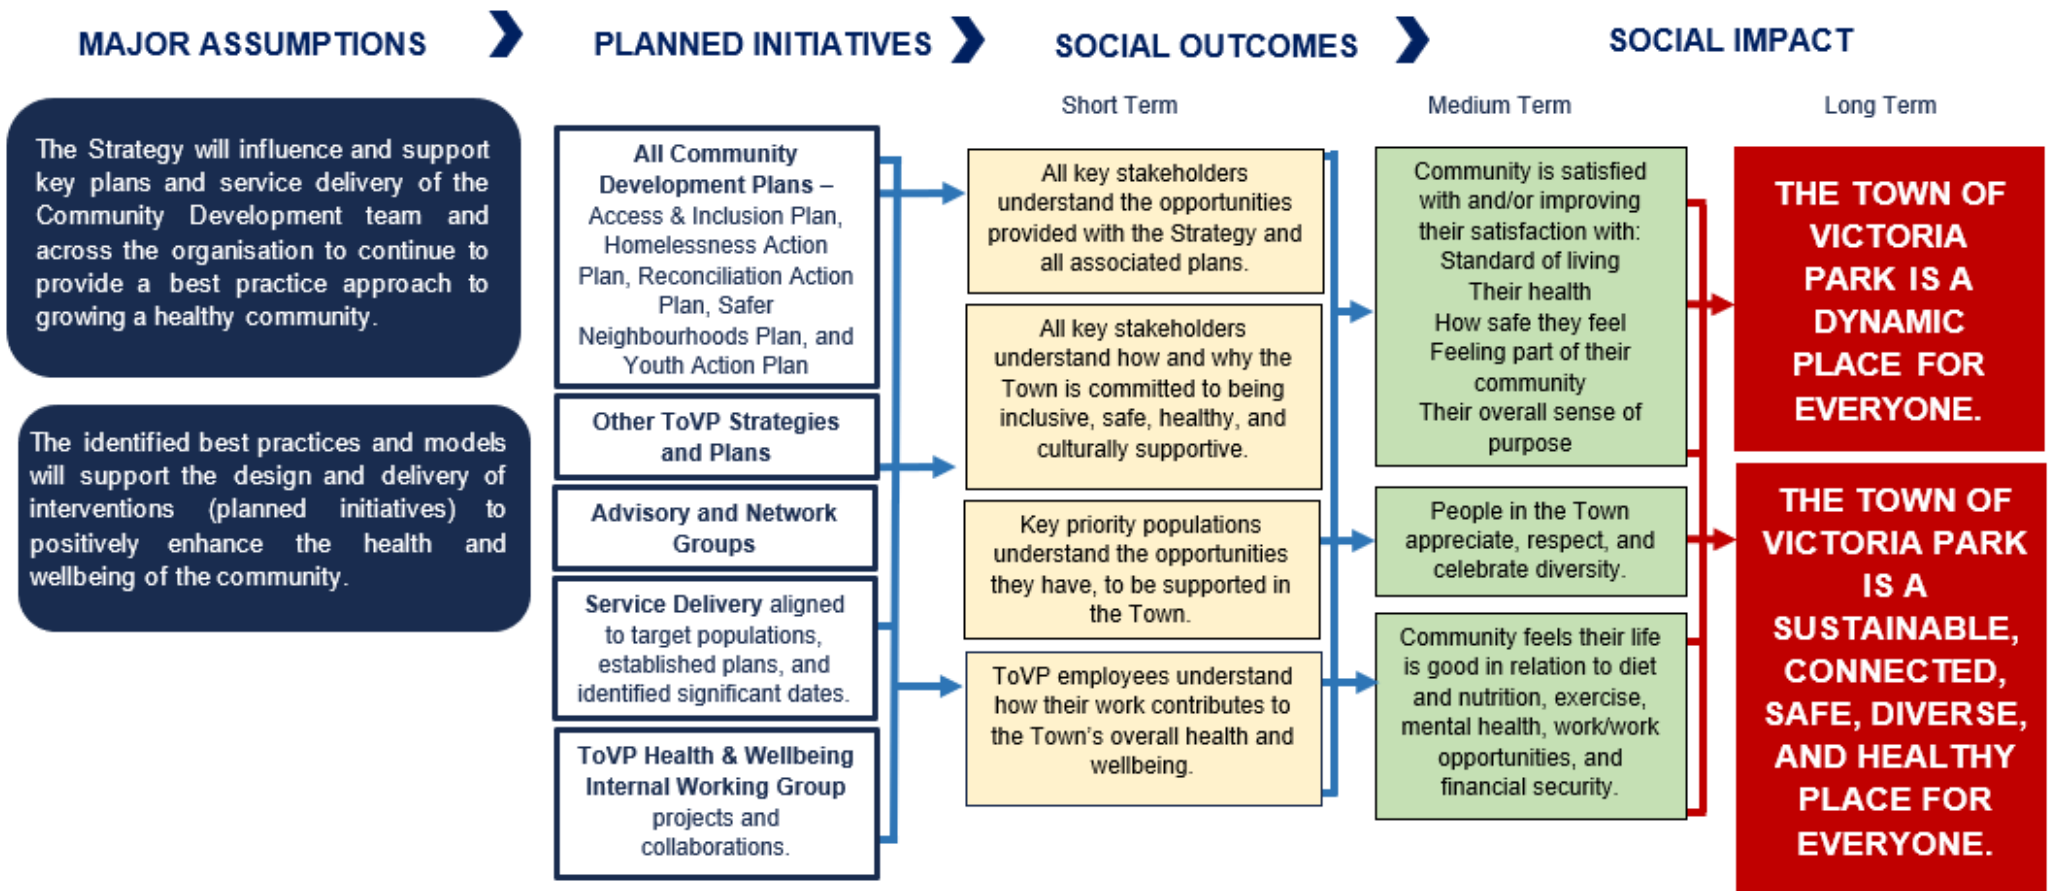 MAJOR ASSUMPTIONS
PLANNED INITIATIVES
SOCIAL OUTCOMES
SOCIAL IMPACT
Short Term
Medium Term
Long Term
The Strategy will influence and support
key plans and service delivery of the
Community Development team and
across the organisation to continue to
provide a best practice approach to
growing a healthy community.
The identified best practices and models
will support the design and delivery of
interventions (planned initiatives) to
positively enhance the health and
wellbeing of the community.
All Community
Development Plans –
Access & Inclusion Plan,
Homelessness Action
Plan, Reconciliation Action
Plan, Safer
Neighbourhoods Plan, and
Youth Action Plan
Other ToVP Strategies
and Plans
Advisory and Network
Groups
Service Delivery aligned
to target populations,
established plans, and
identified significant dates.
ToVP Health & Wellbeing
Internal Working Group
projects and
collaborations.
All key stakeholders
understand the opportunities
provided with the Strategy and
all associated plans.
All key stakeholders
understand how and why the
Town is committed to being
inclusive, safe, healthy, and
culturally supportive.
Key priority populations
understand the opportunities
they have, to be supported in
the Town.
ToVP employees understand
how their work contributes to
the Town's overall health and
wellbeing.
Community is satisfied
with and/or improving
their satisfaction with:
Standard of living
Their health
How safe they feel
Feeling part of their
community
Their overall sense of
purpose
People in the Town
appreciate, respect, and
celebrate diversity.
Community feels their life
is good in relation to diet
and nutrition, exercise,
mental health, work/work
opportunities, and
financial security.
THE TOWN OF
VICTORIA
PARK IS A
DYNAMIC
PLACE FOR
EVERYONE.
THE TOWN OF
VICTORIA PARK
IS A
SUSTAINABLE,
CONNECTED,
SAFE, DIVERSE,
AND HEALTHY
PLACE FOR
EVERYONE.